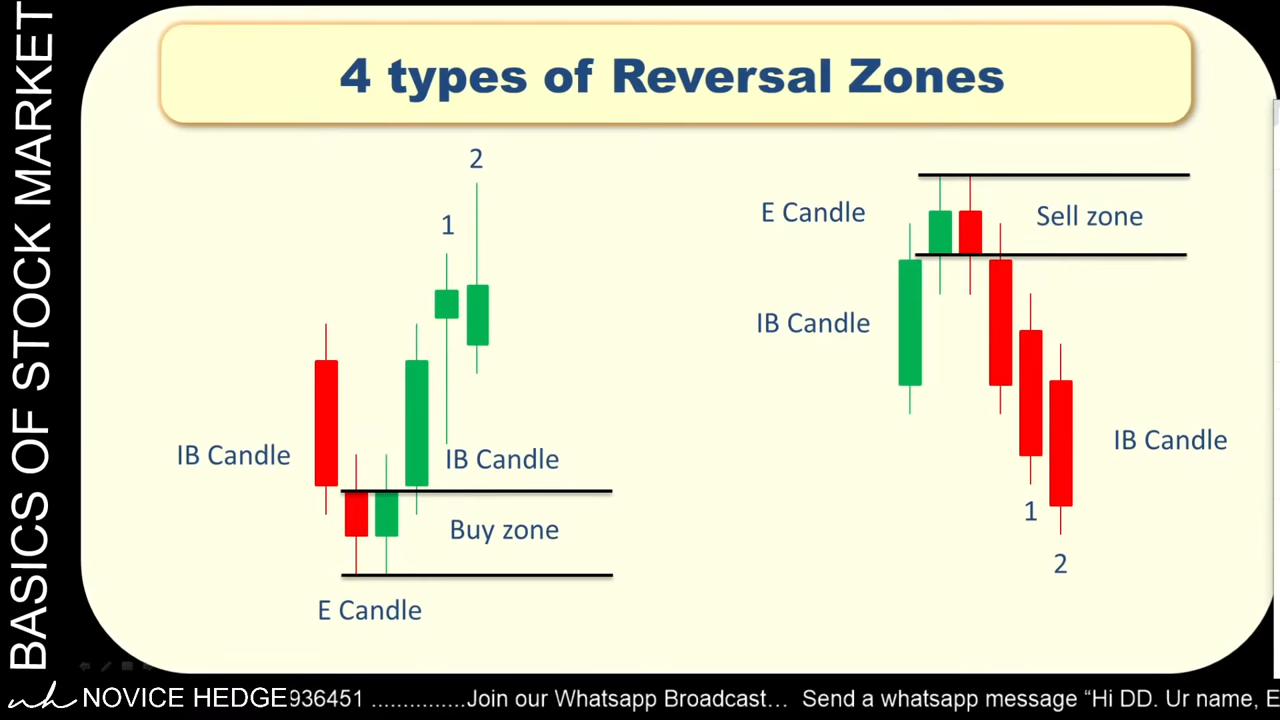 BASICS OF STOCK MARKET
4 types of Reversal Zones
2
1
IB Candle
IB Candle
Buy zone
E Candle
E Candle
Sell zone
IB Candle
IB Candle
1
2
nh NOVICE HEDGE936451 ...............Join our Whatsapp Broadcast... Send a whatsapp message “Hi DD. Ur name, E